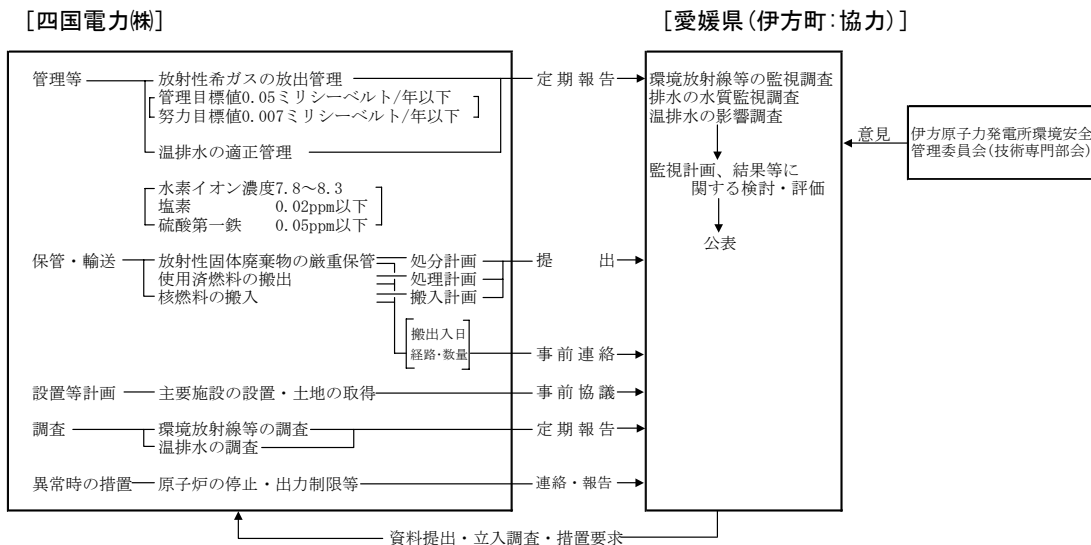 [四国電力㈱]
[愛媛県(伊方町:協力)]
管理等 放射性希ガスの放出管理 定期報告
管理目標値0.05ミリシーベルト/年以下
努力目標値0.007ミリシーベルト/年以下
温排水の適正管理
水素イオン濃度7.8～8.3
塩素 0.02ppm以下
硫酸第一鉄 0.05ppm以下
保管・輸送 放射性固体廃棄物の厳重保管 処分計画 提出
使用済燃料の搬出 処理計画
核燃料の搬入 搬入計画
搬出入日
経路・数量 事前連絡
設置等計画 主要施設の設置・土地の取得 事前協議
調査 環境放射線等の調査 定期報告
温排水の調査
異常時の措置 原子炉の停止・出力制限等 連絡・報告
環境放射線等の監視調査
排水の水質監視調査
温排水の影響調査
監視計画、結果等に
関する検討・評価
公表
意見
伊方原子力発電所環境安全
管理委員会(技術専門部会)
資料提出・立入調査・措置要求